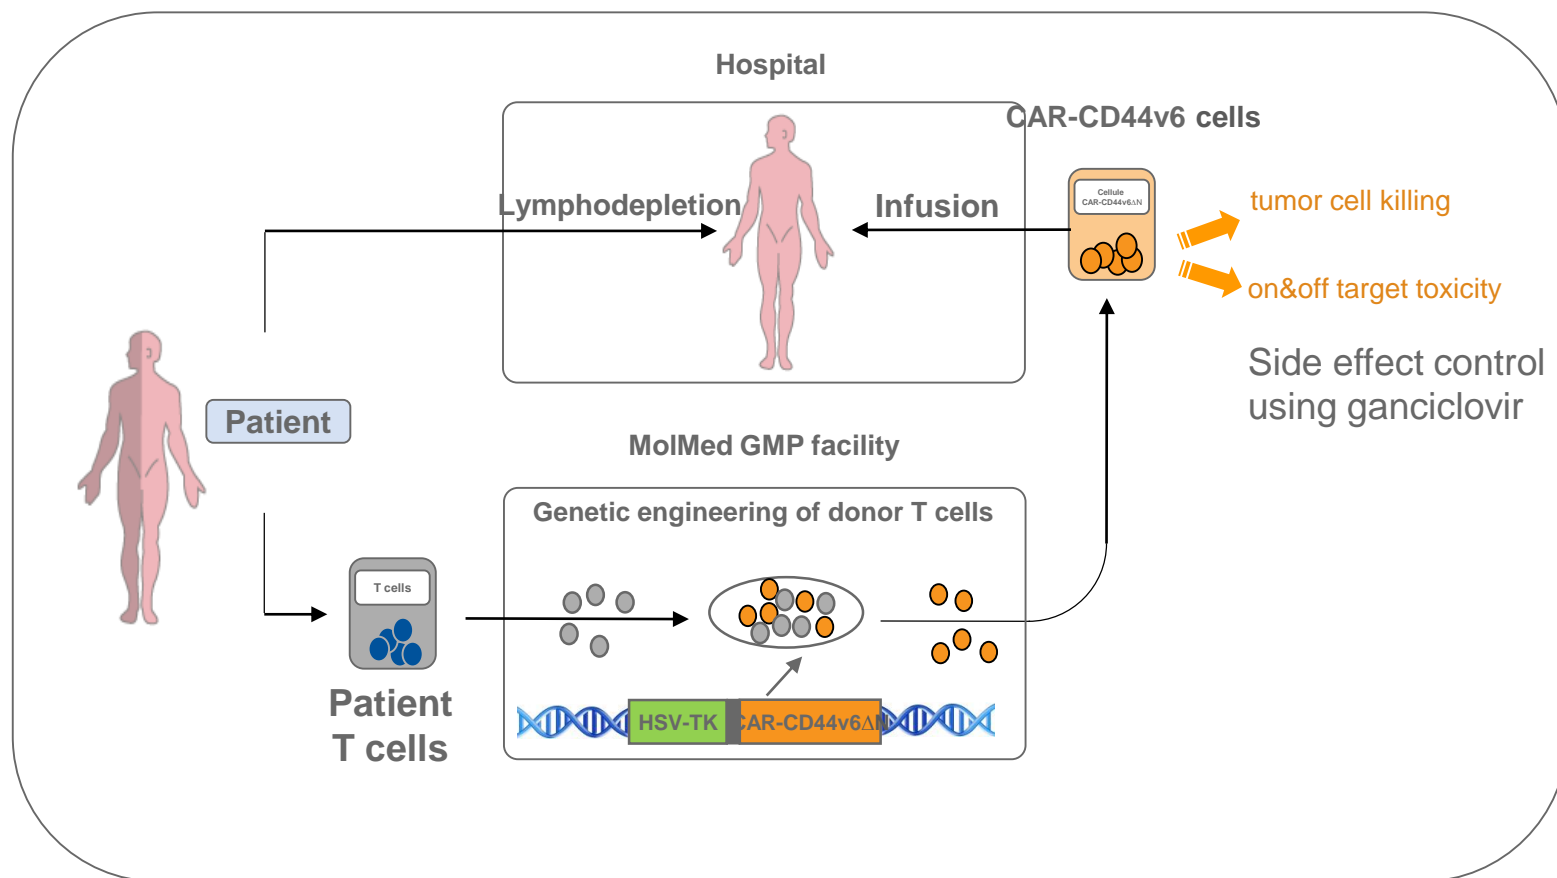 Hospital
CAR-CD44v6 cells
Cellule
CAR-CD44v6ΔN
Lymphodepletion
Infusion
tumor cell killing
on&off target toxicity
Side effect control
using ganciclovir
Patient
MolMed GMP facility
Genetic engineering of donor T cells
T cells
Patient
T cells
HSV-TK
CAR-CD44v6ΔN